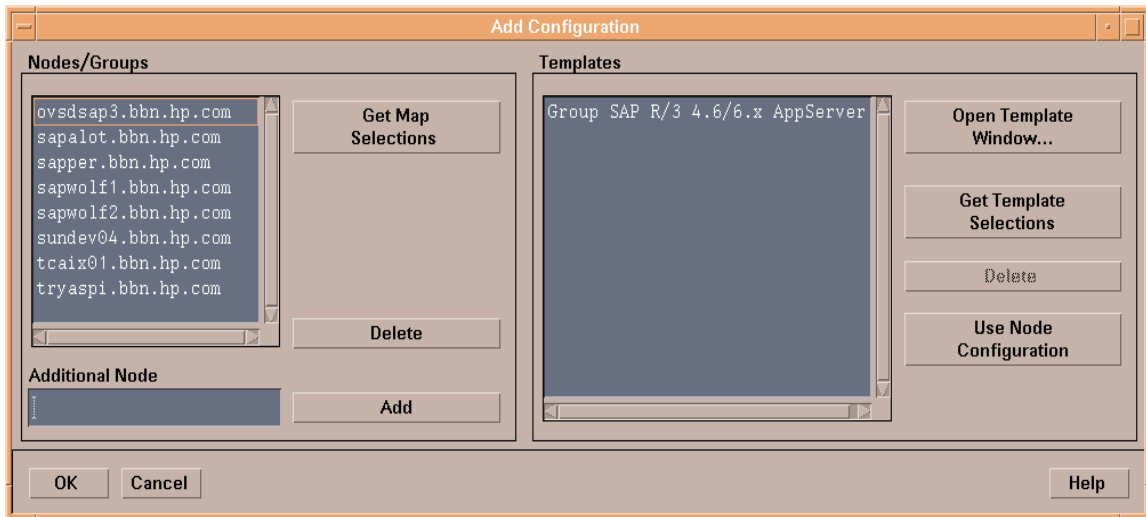 Add Configuration
Nodes/Groups
ovsdsap3.bbn.hp.com
sapalot.bbn.hp.com
sapper.bbn.hp.com
sapwolf1.bbn.hp.com
sapwolf2.bbn.hp.com
sundev04.bbn.hp.com
tcaix01.bbn.hp.com
tryaspi.bbn.hp.com
Get Map
Selections
Delete
Additional Node
Add
Templates
Group SAP R/3 4.6/6.x AppServer
Open Template
Window...
Get Template
Selections
Delete
Use Node
Configuration
OK
Cancel
Help